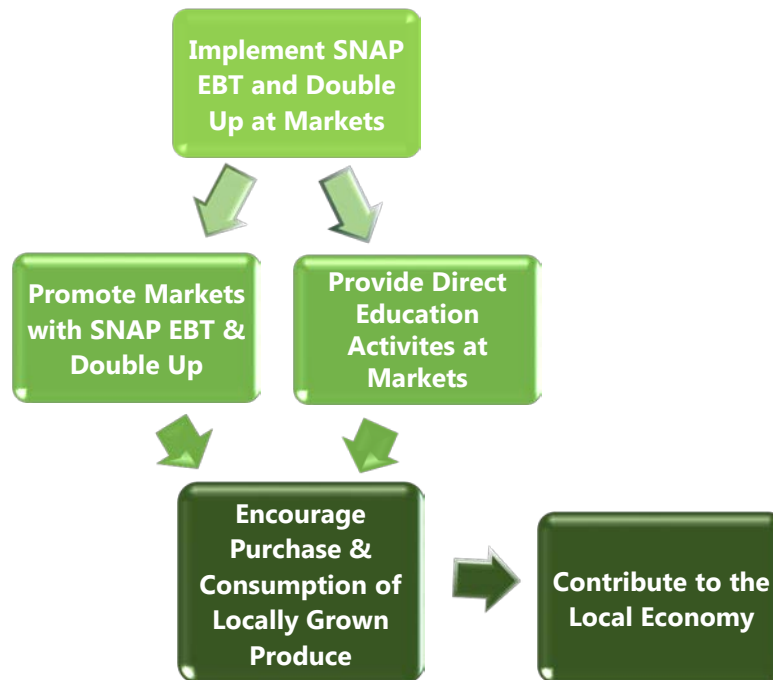 Implement SNAP
EBT and Double
Up at Markets
Promote Markets
with SNAP EBT &
Double Up
Provide Direct
Education
Activites at
Markets
Encourage
Purchase &
Consumption of
Locally Grown
Produce
Contribute to the
Local Economy